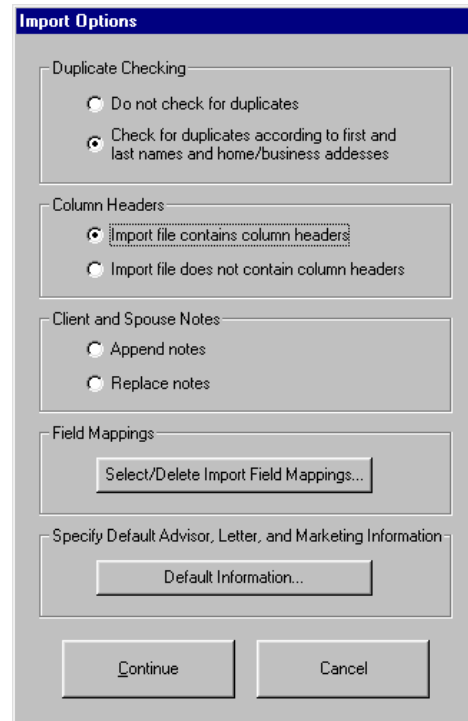 Import Options
Duplicate Checking
Do not check for duplicates
Check for duplicates according to first and
last names and home/business addesses
Column Headers
Import file contains column headers
Import file does not contain column headers
Client and Spouse Notes
Append notes
Replace notes
Field Mappings
Select/Delete Import Field Mappings...
Specify Default Advisor, Letter, and Marketing Information
Default Information...
Continue
Cancel